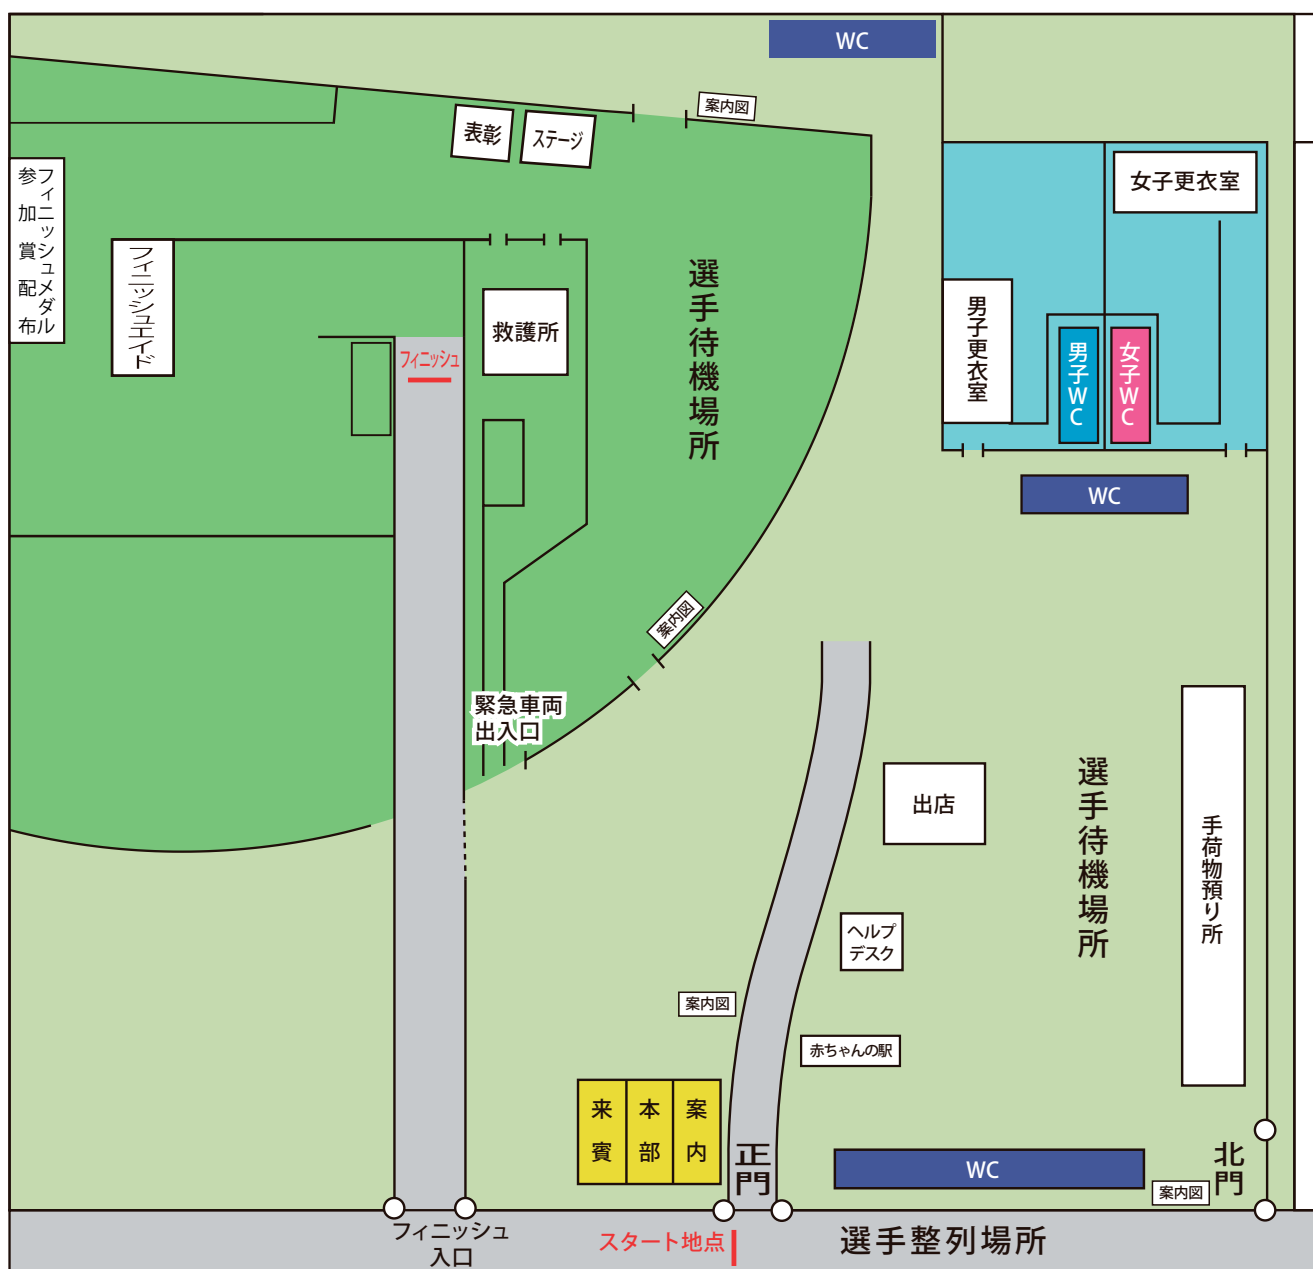 WC
案内図
表彰
ステージ
女子更衣室
フィニッシュメダル
参加賞配布
フィニッシュエイド
救護所
選手待機場所
男子更衣室
男子WC
女子WC
フィニッシュ
WC
案内図
緊急車両
出入口
出店
選手待機場所
手荷物預り所
ヘルプ
デスク
案内図
赤ちゃんの駅
来賓
本部
案内
正門
WC
北門
案内図
フィニッシュ
入口
スタート地点
選手整列場所